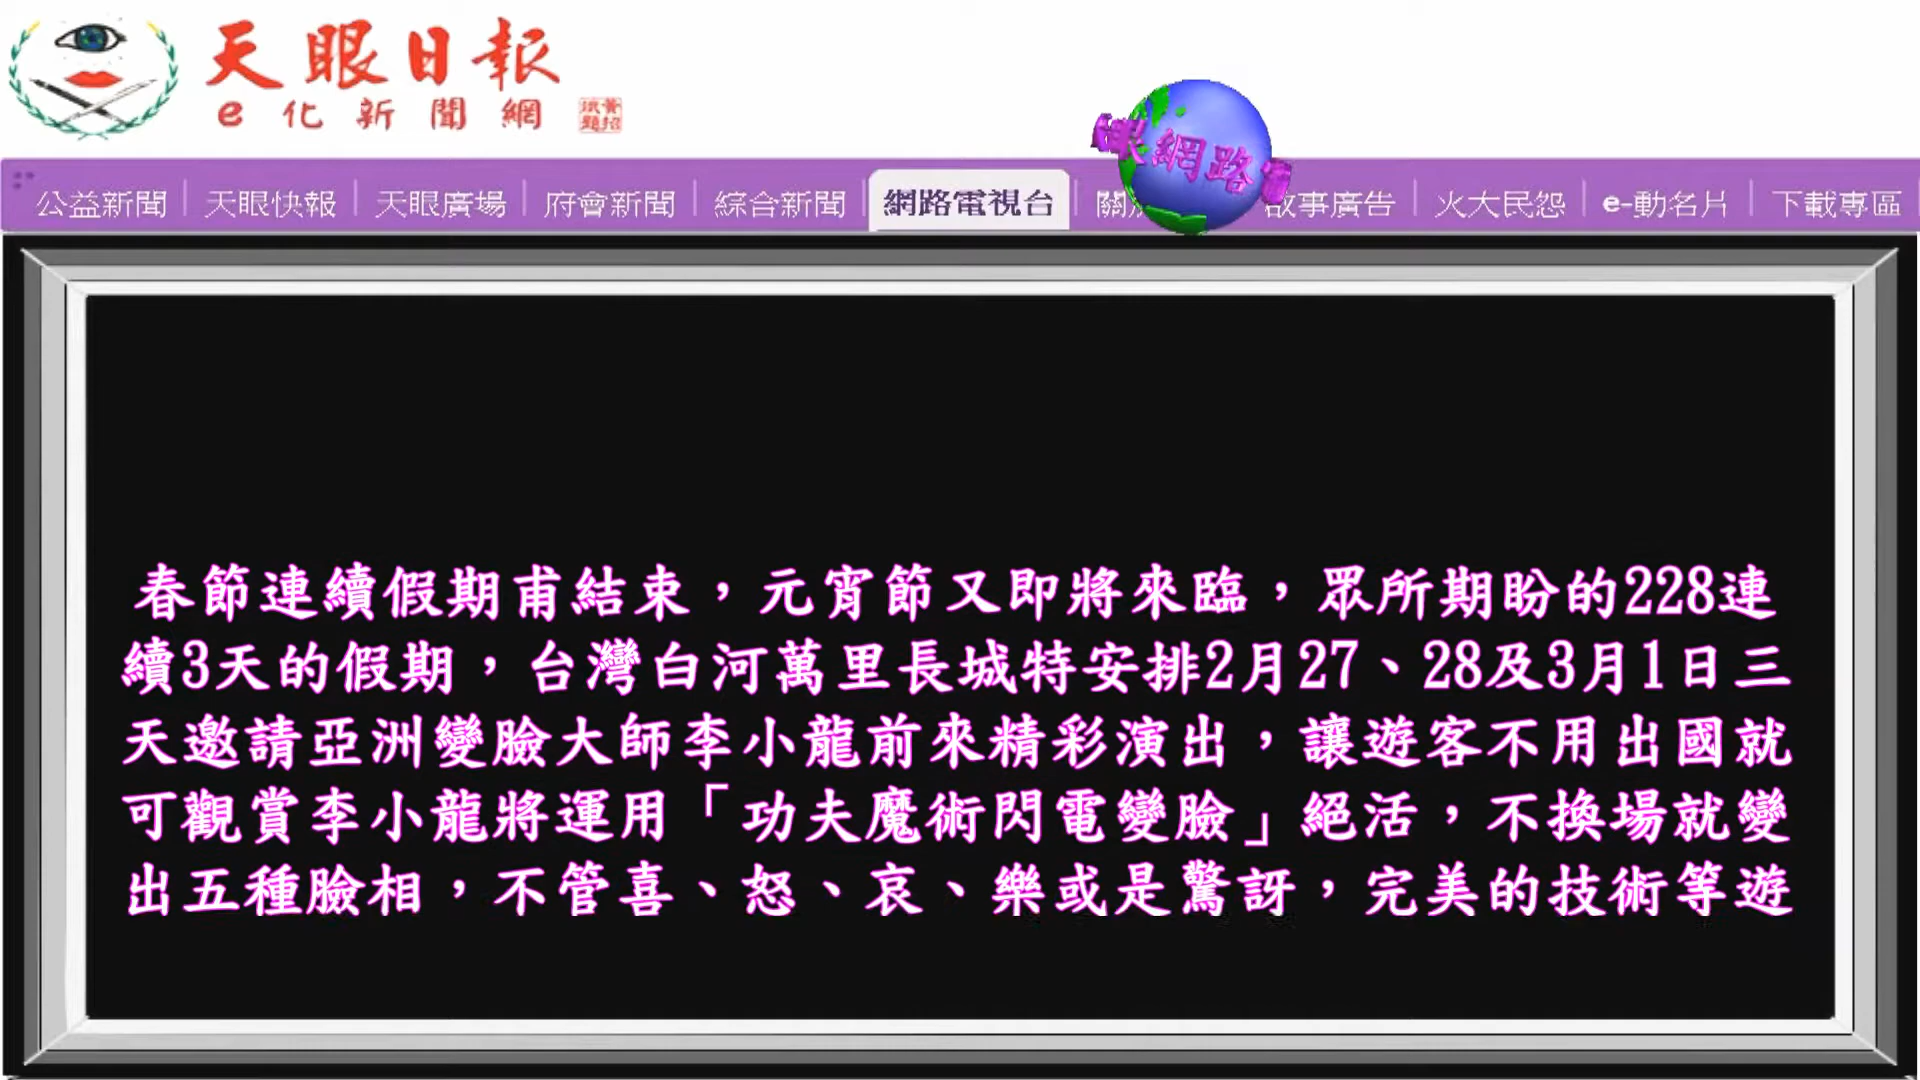 天眼日報
e化新聞網
公益新聞
天眼快報
天眼廣場
府會新聞
綜合新聞
網路電視台
關
眼網路電
故事廣告
火大民怨
e-動名片
下載專區
春節連續假期甫結束，元宵節又即將來臨，眾所期盼的228連
續3天的假期，台灣白河萬里長城特安排2月27、28及3月1日三
天邀請亞洲變臉大師李小龍前來精彩演出，讓遊客不用出國就
可觀賞李小龍將運用「功夫魔術閃電變臉」絕活，不換場就變
出五種臉相，不管喜、怒、哀、樂或是驚訝，完美的技術等遊